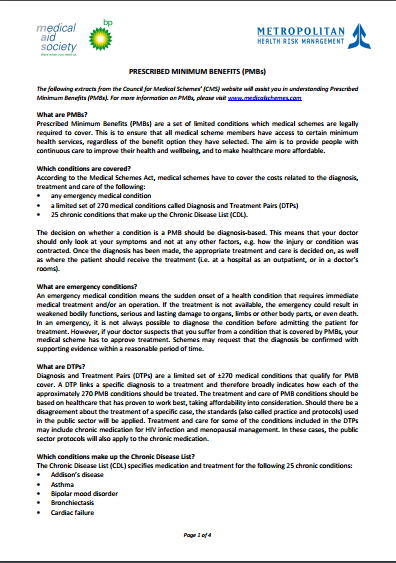 medical
aid
society
there when you need us
bp
METROPOLITAN
HEALTH RISK MANAGEMENT
PRESCRIBED MINIMUM BENEFITS (PMBs)
The following extracts from the Council for Medical Schemes' (CMS) website will assist you in understanding Prescribed
Minimum Benefits (PMBs). For more information on PMBs, please visit www.medicalschemes.com
What are PMBs?
Prescribed Minimum Benefits (PMBs) are a set of limited conditions which medical schemes are legally
required to cover. This is to ensure that all medical scheme members have access to certain minimum
health services, regardless of the benefit option they have selected. The aim is to provide people with
continuous care to improve their health and wellbeing, and to make healthcare more affordable.
Which conditions are covered?
According to the Medical Schemes Act, medical schemes have to cover the costs related to the diagnosis,
treatment and care of the following:
• any emergency medical condition
• a limited set of 270 medical conditions called Diagnosis and Treatment Pairs (DTPs)
• 25 chronic conditions that make up the Chronic Disease List (CDL).
The decision on whether a condition is a PMB should be diagnosis-based. This means that your doctor
should only look at your symptoms and not at any other factors, e.g. how the injury or condition was
contracted. Once the diagnosis has been made, the appropriate treatment and care is decided on, as well
as where the patient should receive the treatment (i.e. at a hospital as an outpatient, or in a doctor's
rooms).
What are emergency conditions?
An emergency medical condition means the sudden onset of a health condition that requires immediate
medical treatment and/or an operation. If the treatment is not available, the emergency could result in
weakened bodily functions, serious and lasting damage to organs, limbs or other body parts, or even death.
In an emergency, it is not always possible to diagnose the condition before admitting the patient for
treatment. However, if your doctor suspects that you suffer from a condition that is covered by PMBs, your
medical scheme has to approve treatment. Schemes may request that the diagnosis be confirmed with
supporting evidence within a reasonable period of time.
What are DTPs?
Diagnosis and Treatment Pairs (DTPs) are a limited set of ±270 medical conditions that qualify for PMB
cover. A DTP links a specific diagnosis to a treatment and therefore broadly indicates how each of the
approximately 270 PMB conditions should be treated. The treatment and care of PMB conditions should be
based on healthcare that has proven to work best, taking affordability into consideration. Should there be a
disagreement about the treatment of a specific case, the standards (also called practice and protocols) used
in the public sector will be applied. Treatment and care for some of the conditions included in the DTPs
may include chronic medication for HIV infection and menopausal management. In these cases, the public
sector protocols will also apply to the chronic medication.
Which conditions make up the Chronic Disease List?
The Chronic Disease List (CDL) specifies medication and treatment for the following 25 chronic conditions:
• Addison's disease
• Asthma
• Bipolar mood disorder
• Bronchiectasis
• Cardiac failure
Page 1 of 4